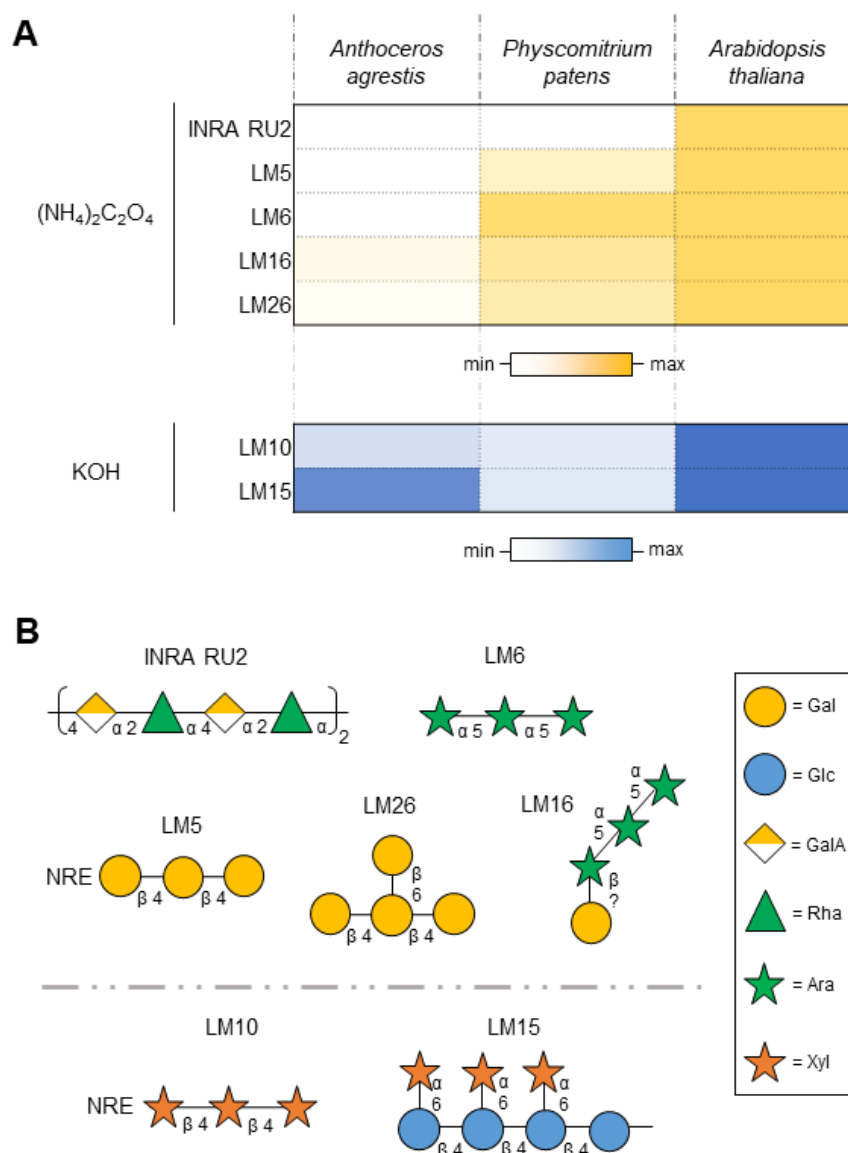 A
Anthoceros agrestis
Physcomitrium patens
Arabidopsis thaliana
(NH4)2C2O4
INRA RU2
LM5
LM6
LM16
LM26
min
max
KOH
LM10
LM15
min
max
B
INRA RU2
LM6
4 α 2 α 4 α 2 α 2
α 5 α 5
LM5
LM26
LM16
NRE
β 4 β 4
β 6
β 4 β 4
α 5
α 5
β ?
LM10
LM15
NRE
β 4 β 4
α 6 α 6 α 6
β 4 β 4 β 4
= Gal
= Glc
= GalA
= Rha
= Ara
= Xyl